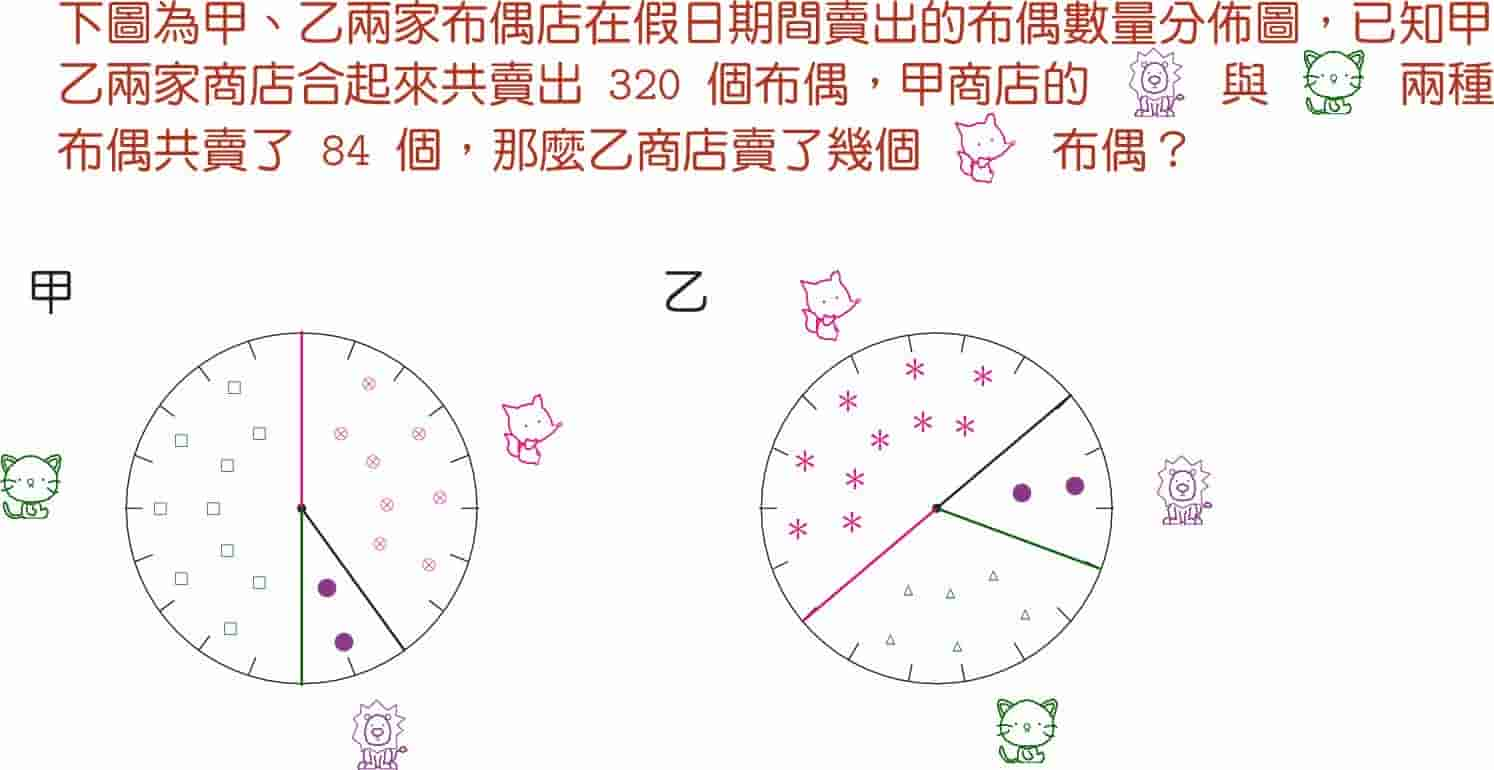 下圖為甲、乙兩家布偶店在假日期間賣出的布偶數量分佈圖，已知甲
乙兩家商店合起來共賣出 320 個布偶，甲商店的 與 兩種
布偶共賣了 84 個，那麼乙商店賣了幾個 布偶？
甲 乙